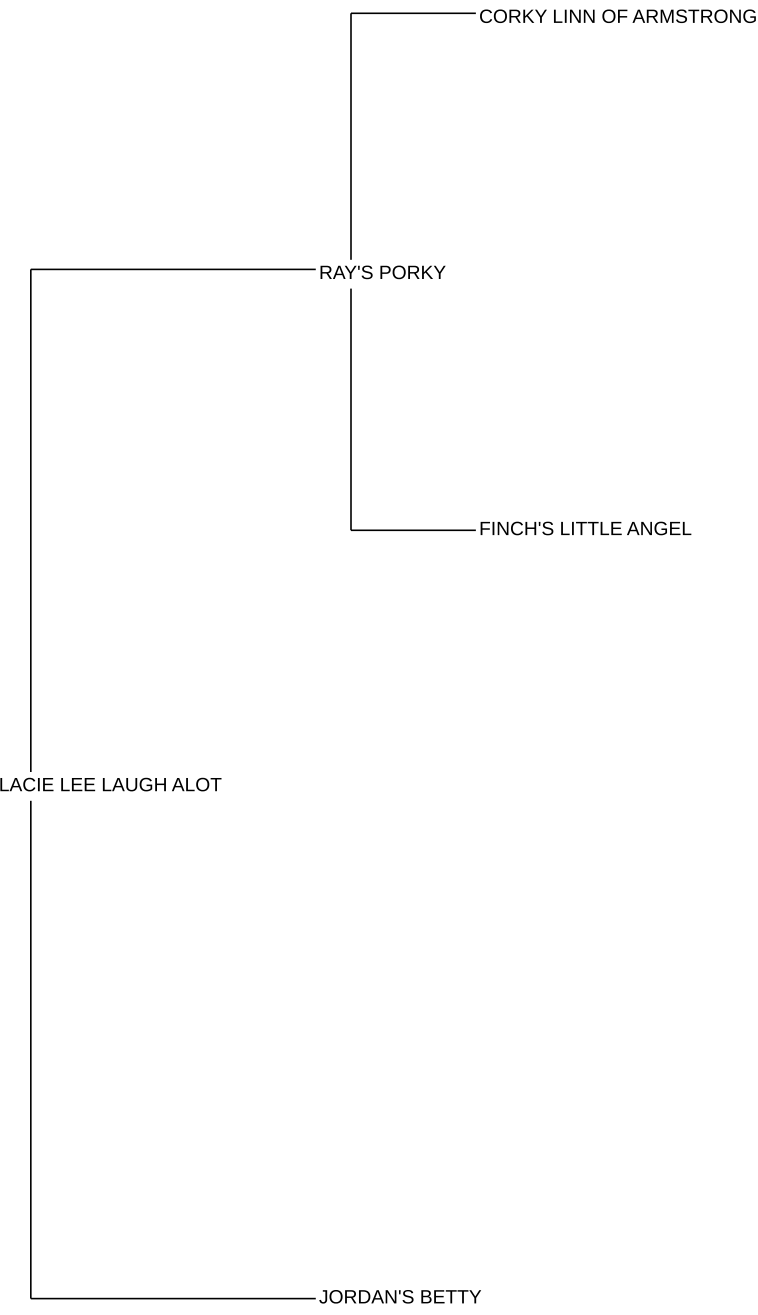 CORKY LINN OF ARMSTRONG
RAY'S PORKY
FINCH'S LITTLE ANGEL
LACIE LEE LAUGH ALOT
JORDAN'S BETTY